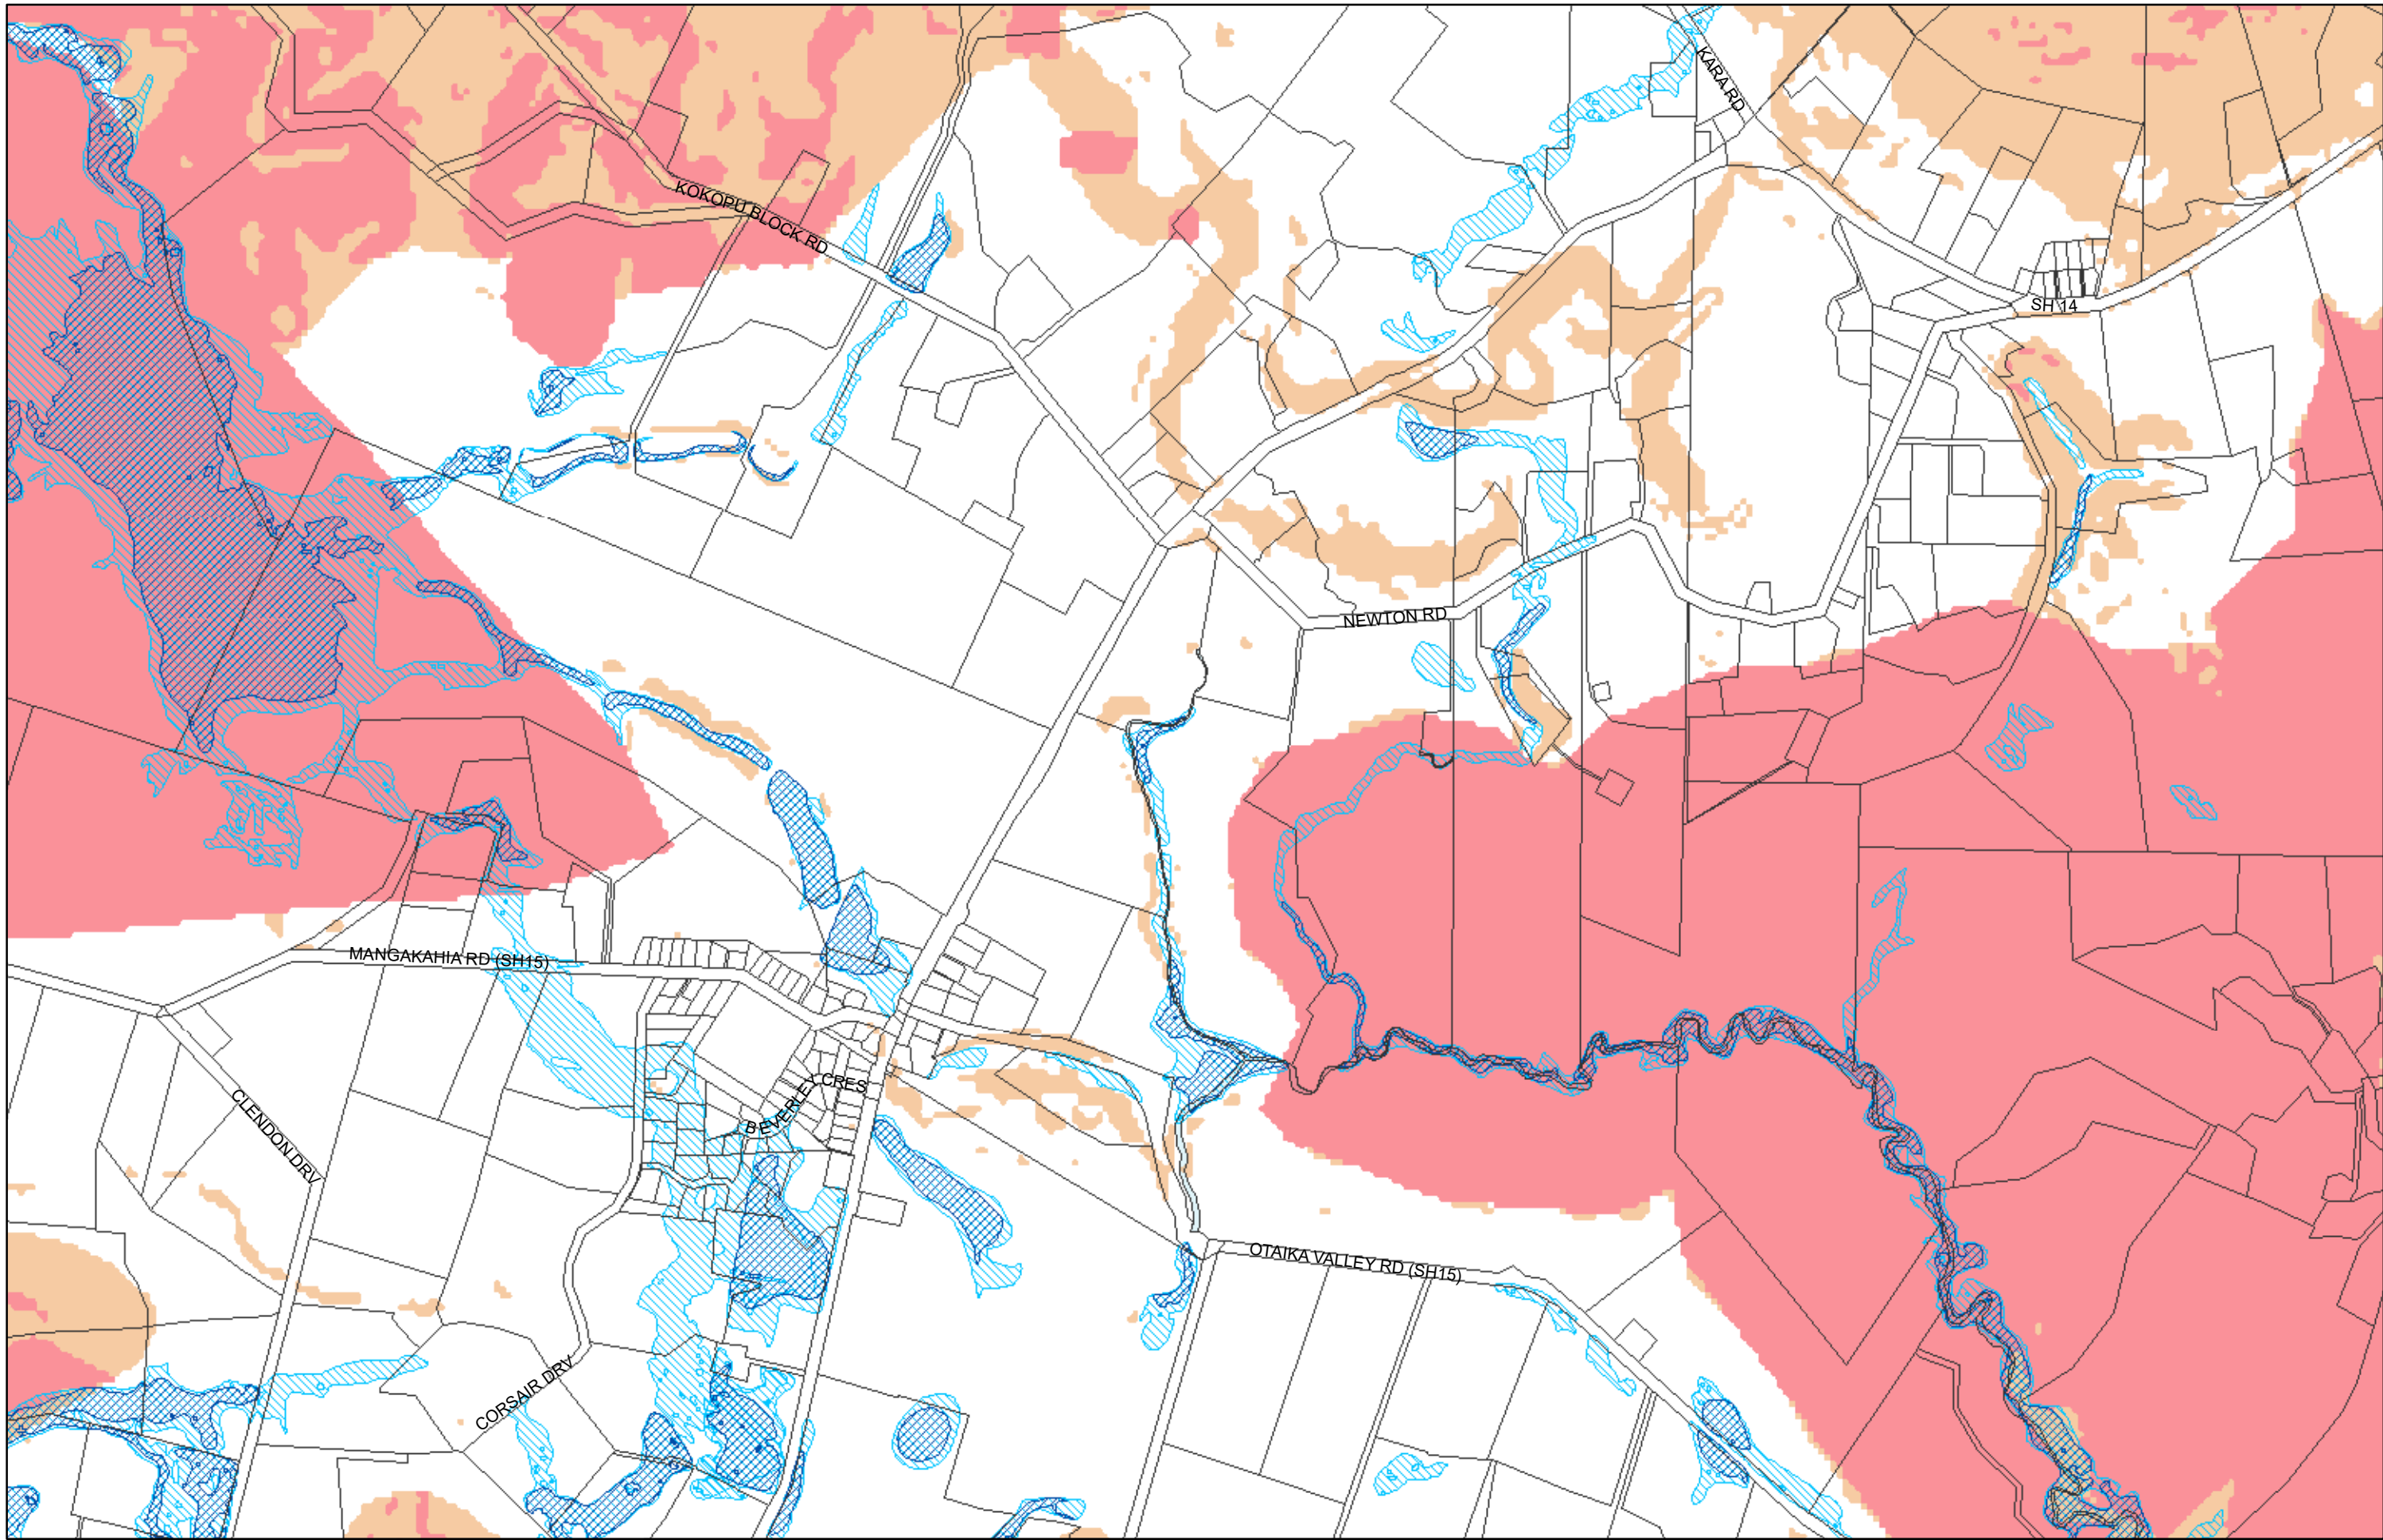 KARA RD
KOKOPU BLOCK RD
SH 14
NEWTON RD
MANGAKAHIA RD (SH15)
BEVERLEY CRES
CLENDON DRV
OTAIKA VALLEY RD (SH15)
CORSAIR DRV